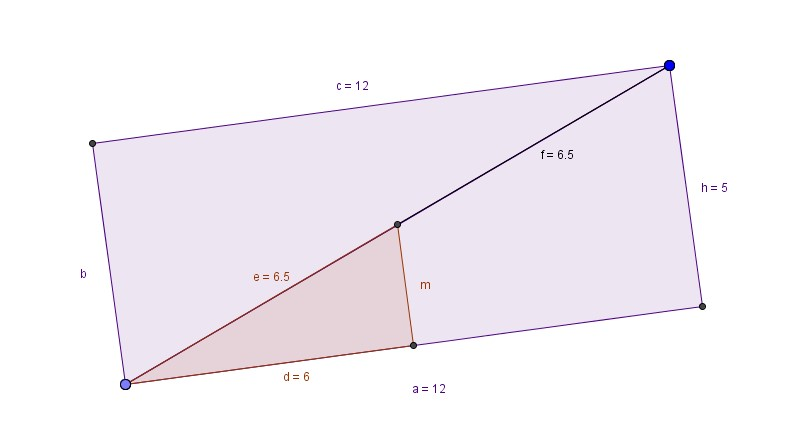 c = 12
f = 6.5
h = 5
b
e = 6.5
m
d = 6
a = 12